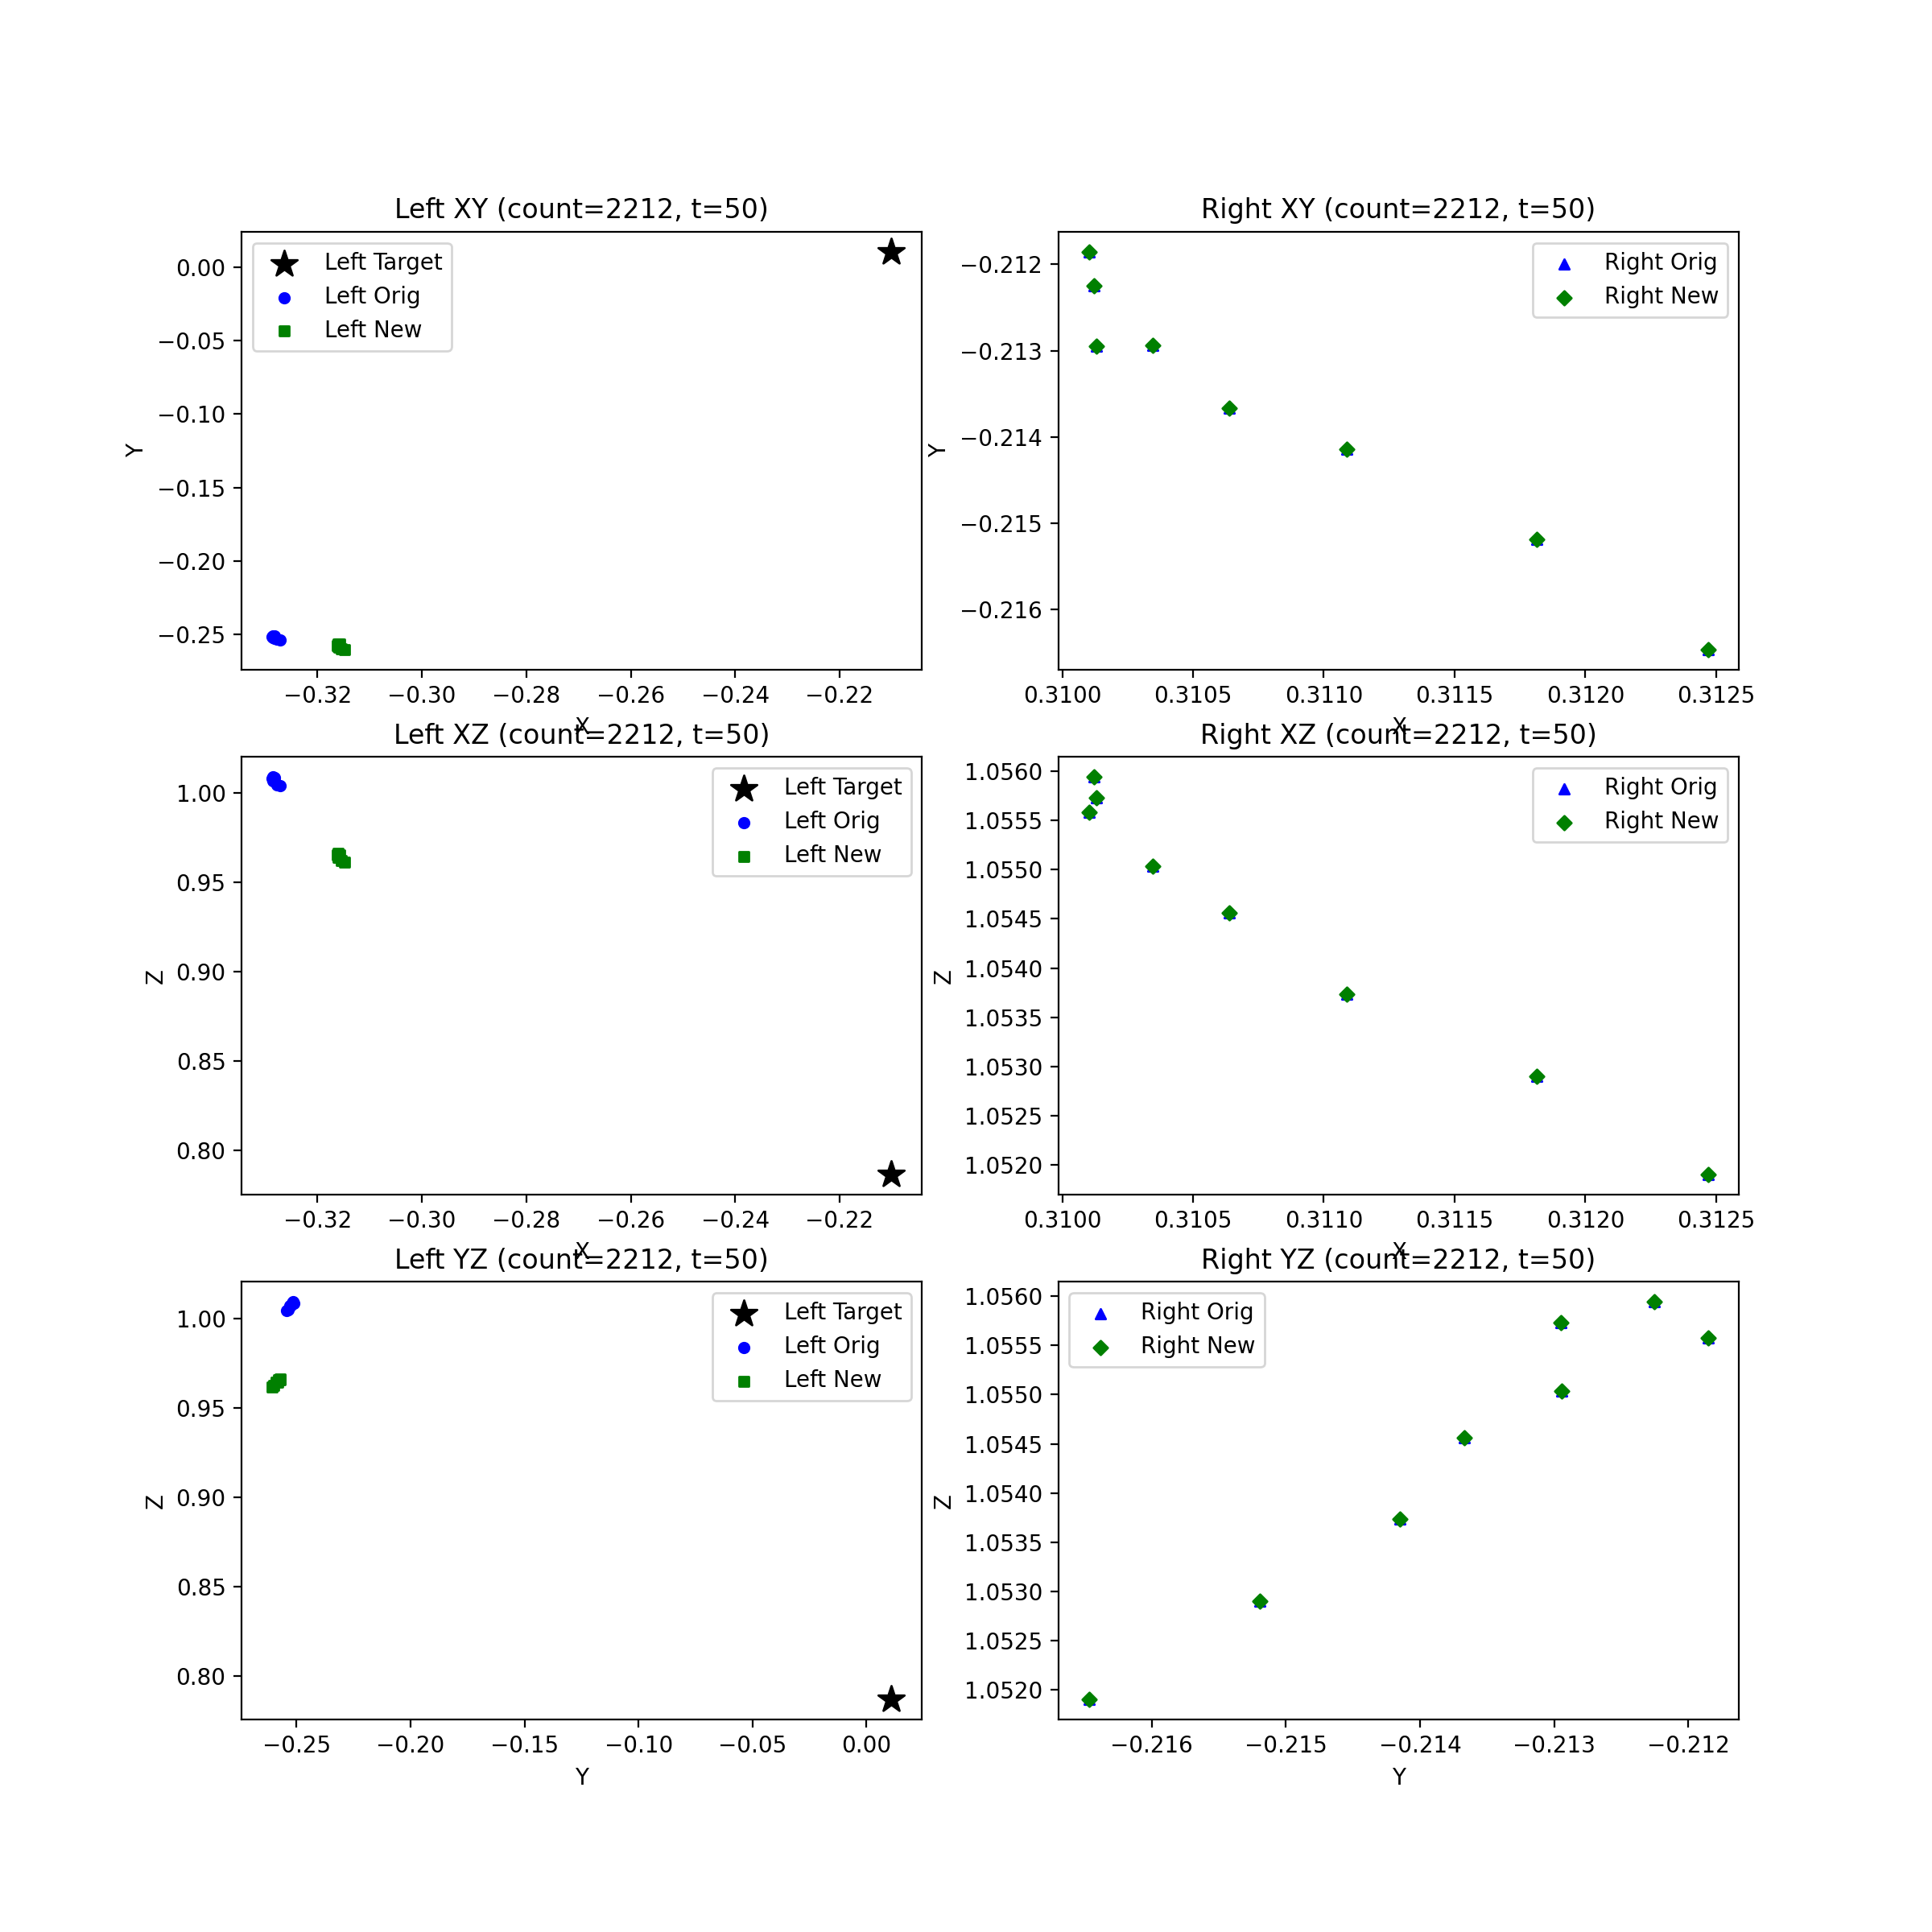 Left XY (count=2212, t=50)
Left Target
Left Orig
Left New
0.00
−0.05
−0.10
−0.15
−0.20
−0.25
Y
−0.32 −0.30 −0.28 −0.26 −0.24 −0.22
X
Right XY (count=2212, t=50)
Right Orig
Right New
−0.212
−0.213
−0.214
−0.215
−0.216
Y
0.3100 0.3105 0.3110 0.3115 0.3120 0.3125
X
Left XZ (count=2212, t=50)
Left Target
Left Orig
Left New
1.00
0.95
0.90
0.85
0.80
Z
−0.32 −0.30 −0.28 −0.26 −0.24 −0.22
X
Right XZ (count=2212, t=50)
Right Orig
Right New
1.0560
1.0555
1.0550
1.0545
1.0540
1.0535
1.0530
1.0525
1.0520
Z
0.3100 0.3105 0.3110 0.3115 0.3120 0.3125
X
Left YZ (count=2212, t=50)
Left Target
Left Orig
Left New
1.00
0.95
0.90
0.85
0.80
Z
−0.25 −0.20 −0.15 −0.10 −0.05 0.00
Y
Right YZ (count=2212, t=50)
Right Orig
Right New
1.0560
1.0555
1.0550
1.0545
1.0540
1.0535
1.0530
1.0525
1.0520
Z
−0.216 −0.215 −0.214 −0.213 −0.212
Y